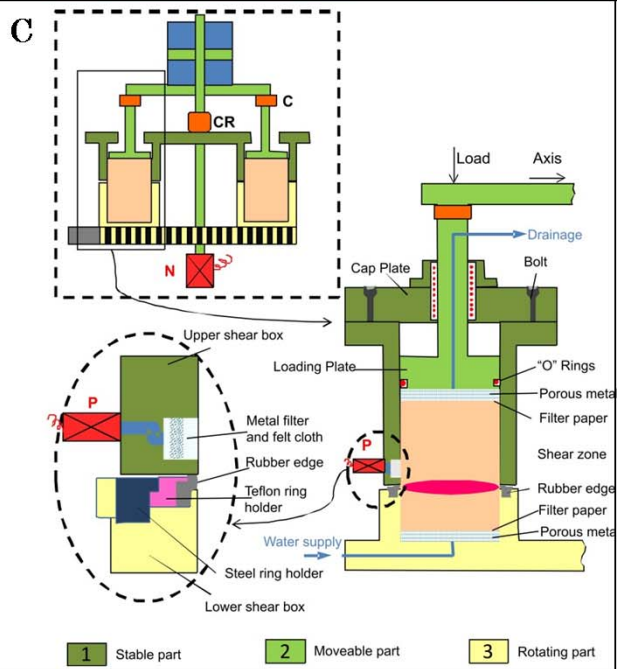 C
C
CR
N
Load
Axis
Drainage
Cap Plate
Bolt
Upper shear box
Loading Plate
"O" Rings
Porous metal
Filter paper
P
Metal filter
and felt cloth
P
Shear zone
Rubber edge
Rubber edge
Teflon ring
holder
Filter paper
Water supply
Porous metal
Steel ring holder
Lower shear box
1 Stable part
2 Moveable part
3 Rotating part